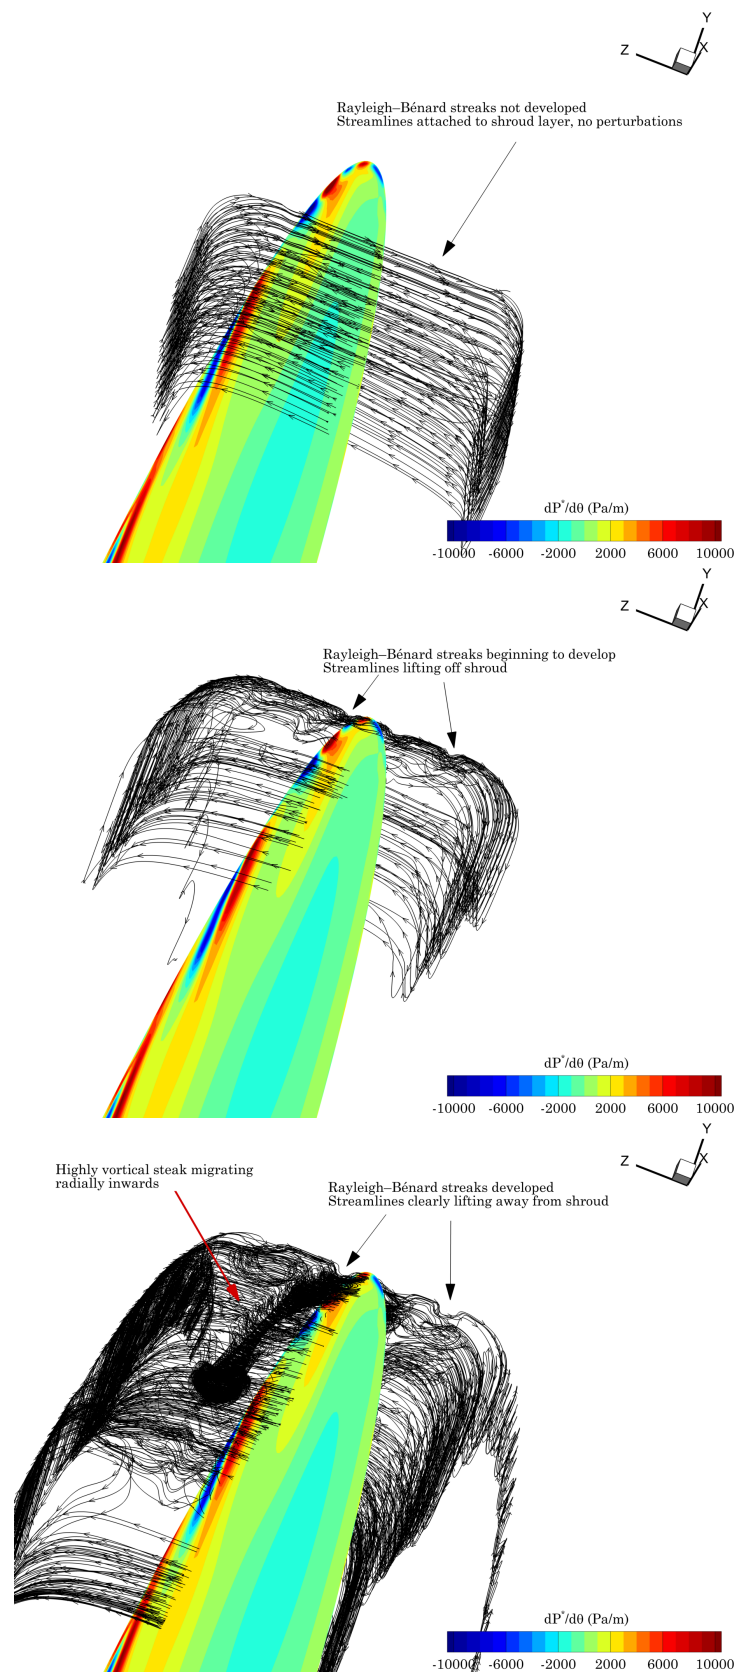 Y
Z
X
Rayleigh–Bénard streaks not developed
Streamlines attached to shroud layer, no perturbations
dP*/dθ (Pa/m)
-10000 -6000 -2000 2000 6000 10000
Y
Z
X
Rayleigh–Bénard streaks beginning to develop
Streamlines lifting off shroud
dP*/dθ (Pa/m)
-10000 -6000 -2000 2000 6000 10000
Y
Z
X
Highly vortical steak migrating
radially inwards
Rayleigh–Bénard streaks developed
Streamlines clearly lifting away from shroud
dP*/dθ (Pa/m)
-10000 -6000 -2000 2000 6000 10000